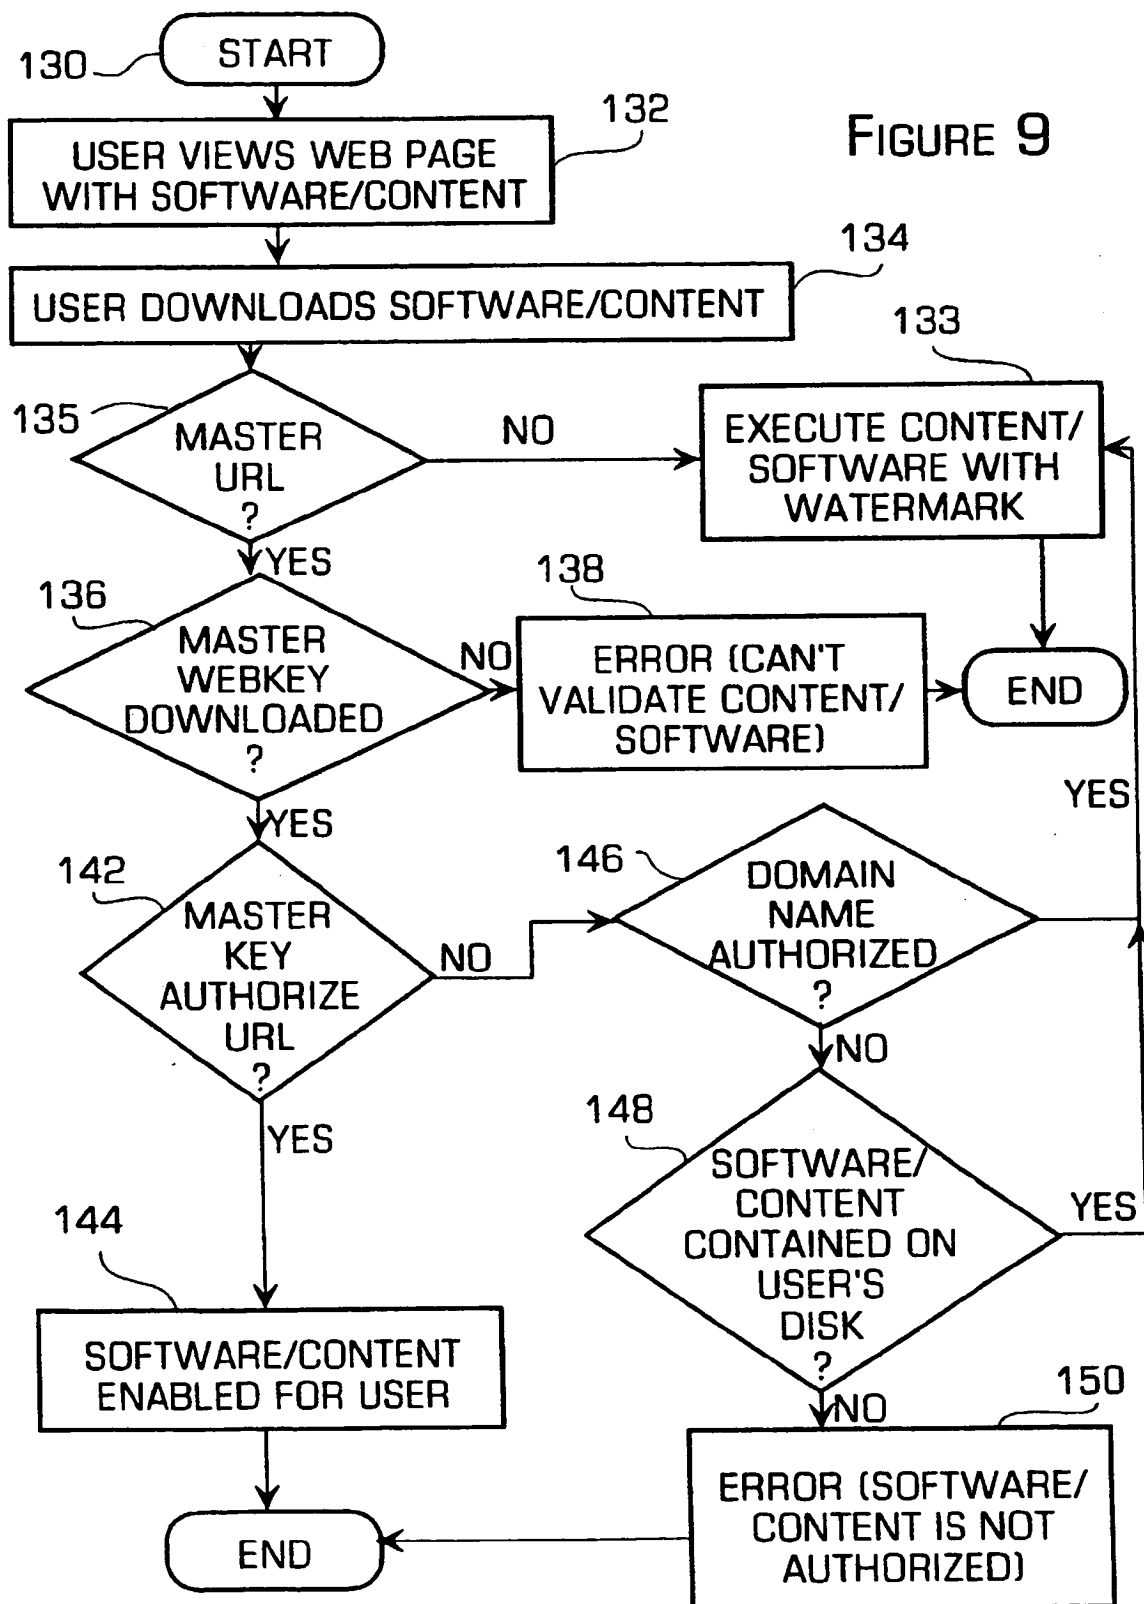 130
START
FIGURE 9
132
USER VIEWS WEB PAGE
WITH SOFTWARE/CONTENT
134
USER DOWNLOADS SOFTWARE/CONTENT
133
135
MASTER
URL
?
NO
EXECUTE CONTENT/
SOFTWARE WITH
WATERMARK
YES
136
MASTER
WEBKEY
DOWNLOADED
?
NO
138
ERROR (CAN'T
VALIDATE CONTENT/
SOFTWARE)
END
YES
YES
142
MASTER
KEY
AUTHORIZE
URL
?
NO
146
DOMAIN
NAME
AUTHORIZED
?
NO
YES
148
SOFTWARE/
CONTENT
CONTAINED ON
USER'S
DISK
?
YES
144
SOFTWARE/CONTENT
ENABLED FOR USER
NO
150
ERROR (SOFTWARE/
CONTENT IS NOT
AUTHORIZED)
END